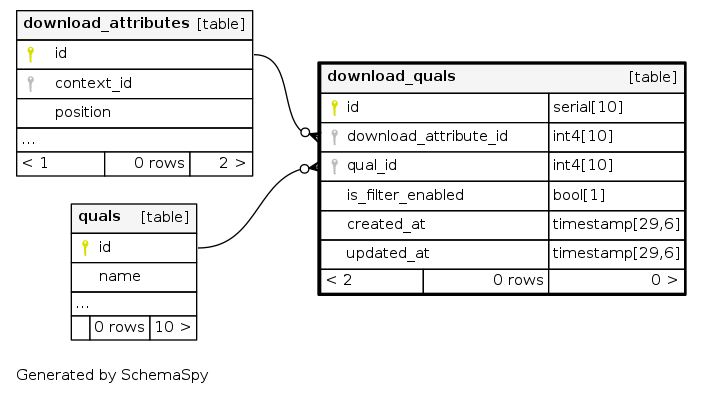 download_attributes [table]
id
context_id
position
...
< 1 0 rows 2 >
download_quals [table]
id serial[10]
download_attribute_id int4[10]
qual_id int4[10]
is_filter_enabled bool[1]
created_at timestamp[29,6]
updated_at timestamp[29,6]
< 2 0 rows 0 >
quals [table]
id
name
...
0 rows 10 >
Generated by SchemaSpy